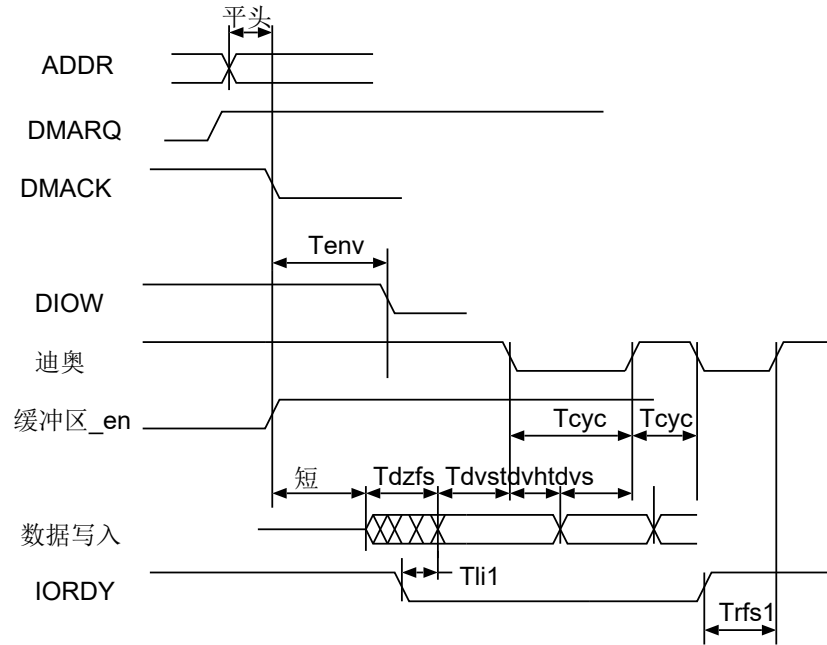 平头
ADDR
DMARQ
DMACK
Tenv
DIOW
迪奥
缓冲区_en
Tcyc Tcyc
短 Tdzfs Tdvstdvhtdvs
数据写入
Tli1
IORDY
Trfs1